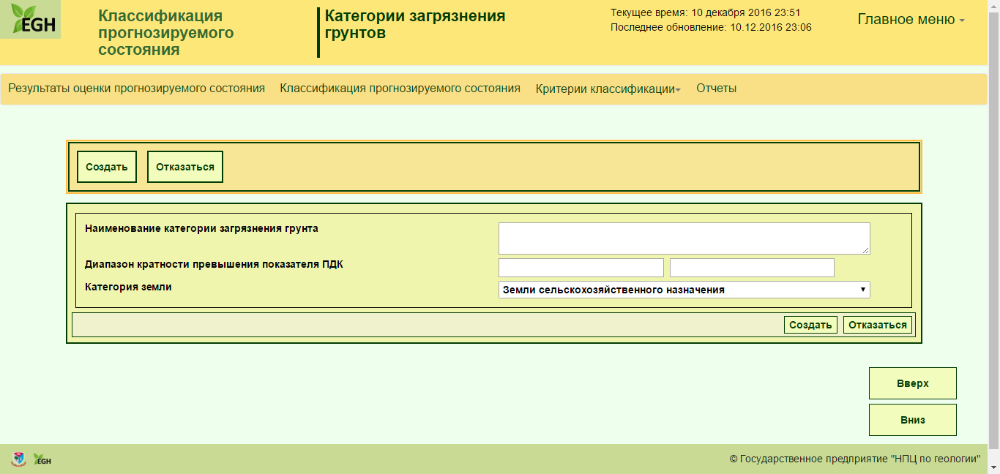 EGH
Классификация
прогнозируемого
состояния
Категории загрязнения
грунтов
Текущее время: 10 декабря 2016 23:51
Последнее обновление: 10.12.2016 23:06
Главное меню
Результаты оценки прогнозируемого состояния Классификация прогнозируемого состояния Критерии классификации Отчеты
Создать Отказаться
Наименование категории загрязнения грунта
Диапазон кратности превышения показателя ПДК
Категория земли Земли сельскохозяйственного назначения
Создать Отказаться
Вверх
Вниз
EGH © Государственное предприятие "НПЦ по геологии"